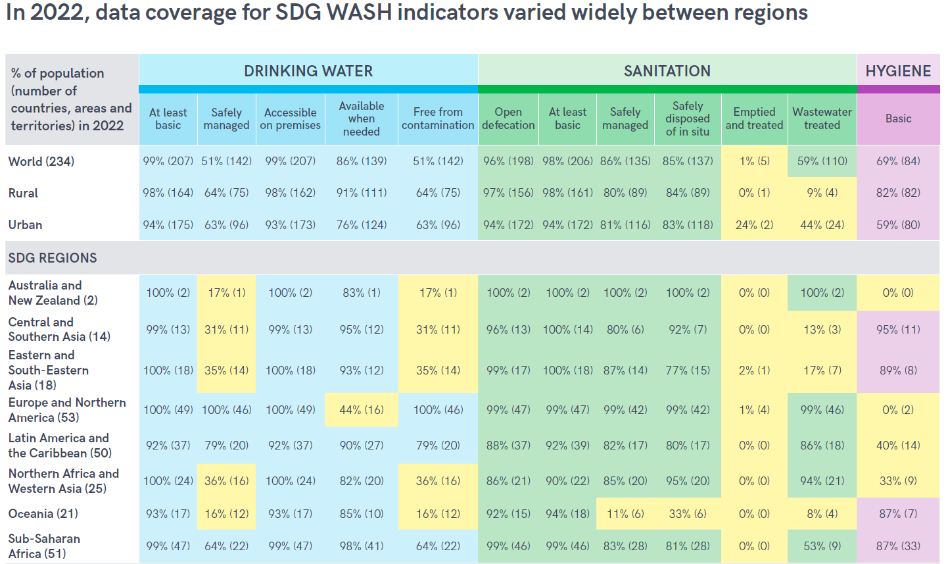 In 2022, data coverage for SDG WASH indicators varied widely between regions
% of population (number of countries, areas and territories) in 2022
DRINKING WATER SANITATION HYGIENE
At least basic Safely managed Accessible on premises Available when needed Free from contamination Open defecation At least basic Safely managed Safely disposed of in situ Emptied and treated Wastewater treated Basic
World (234) 99% (207) 51% (142) 99% (207) 86% (139) 51% (142) 96% (198) 98% (206) 86% (135) 85% (137) 1% (5) 59% (110) 69% (84)
Rural 98% (164) 64% (75) 98% (162) 91% (111) 64% (75) 97% (156) 98% (161) 80% (89) 84% (89) 0% (1) 9% (4) 82% (82)
Urban 94% (175) 63% (96) 93% (173) 76% (124) 63% (96) 94% (172) 94% (172) 81% (116) 83% (118) 24% (2) 44% (24) 59% (80)
SDG REGIONS
Australia and New Zealand (2) 100% (2) 17% (1) 100% (2) 83% (1) 17% (1) 100% (2) 100% (2) 100% (2) 100% (2) 0% (0) 100% (2) 0% (0)
Central and Southern Asia (14) 99% (13) 31% (11) 99% (13) 95% (12) 31% (11) 96% (13) 100% (14) 80% (6) 92% (7) 0% (0) 13% (3) 95% (11)
Eastern and South-Eastern Asia (18) 100% (18) 35% (14) 100% (18) 93% (12) 35% (14) 99% (17) 100% (18) 87% (14) 77% (15) 2% (1) 17% (7) 89% (8)
Europe and Northern America (53) 100% (49) 100% (46) 100% (49) 44% (16) 100% (46) 99% (47) 99% (47) 99% (42) 99% (42) 1% (4) 99% (46) 0% (2)
Latin America and the Caribbean (50) 92% (37) 79% (20) 92% (37) 90% (27) 79% (20) 88% (37) 92% (39) 82% (17) 80% (17) 0% (0) 86% (18) 40% (14)
Northern Africa and Western Asia (25) 100% (24) 36% (16) 100% (24) 82% (20) 36% (16) 86% (21) 90% (22) 85% (20) 95% (20) 0% (0) 94% (21) 33% (9)
Oceania (21) 93% (17) 16% (12) 93% (17) 85% (10) 16% (12) 92% (15) 94% (18) 11% (6) 33% (6) 0% (0) 8% (4) 87% (7)
Sub-Saharan Africa (51) 99% (47) 64% (22) 99% (47) 98% (41) 64% (22) 99% (46) 99% (46) 83% (28) 81% (28) 0% (0) 53% (9) 87% (33)